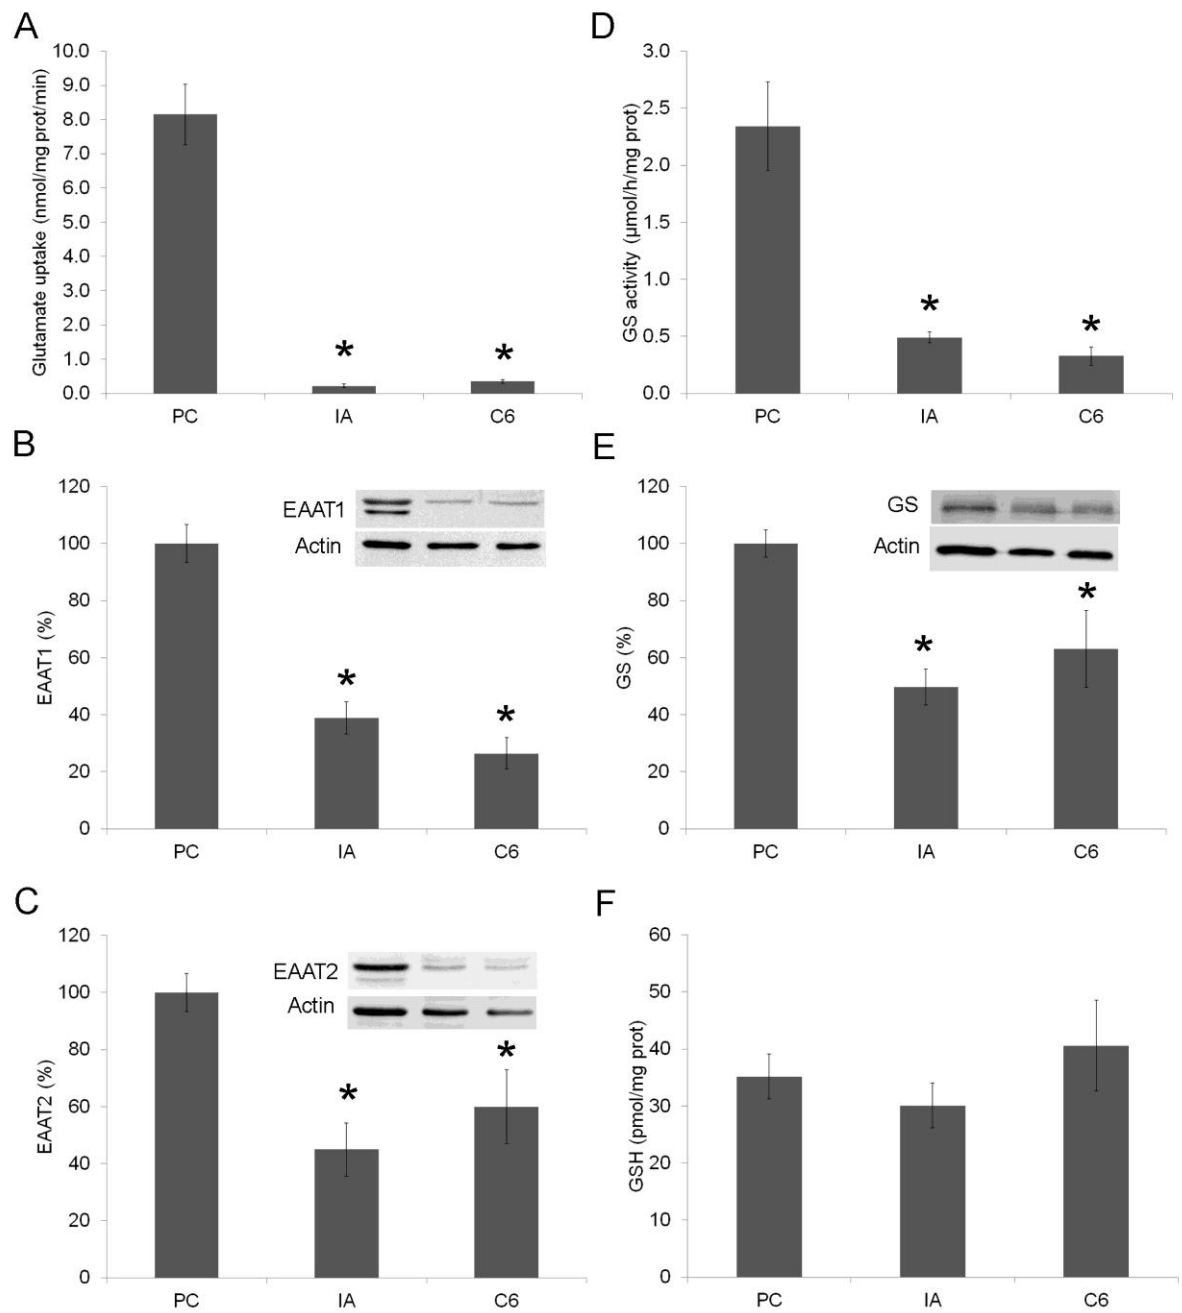 A
Glutamate uptake (nmol/mg prot/min)
10.0
9.0
8.0
7.0
6.0
5.0
4.0
3.0
2.0
1.0
0.0
*
*
PC IA C6
B
EAAT1 (%)
120
100
80
60
40
20
0
EAAT1
Actin
*
*
PC IA C6
C
EAAT2 (%)
120
100
80
60
40
20
0
EAAT2
Actin
*
*
PC IA C6
D
GS activity (µmol/h/mg prot)
3.0
2.5
2.0
1.5
1.0
0.5
0.0
*
*
PC IA C6
E
GS (%)
120
100
80
60
40
20
0
GS
Actin
*
*
PC IA C6
F
GSH (pmol/mg prot)
60
50
40
30
20
10
0
PC IA C6